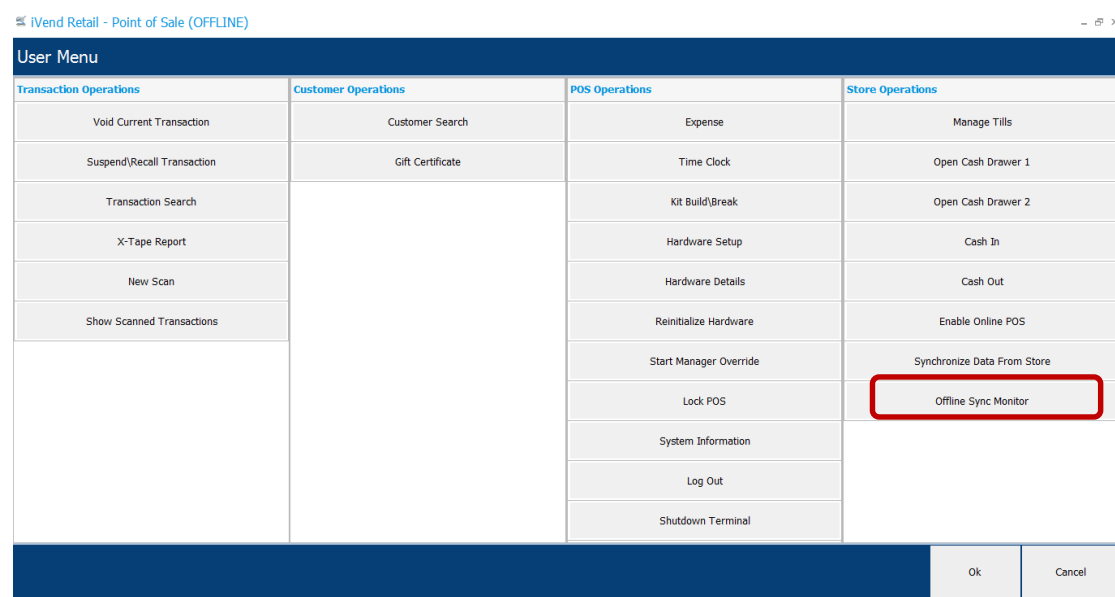 iVend Retail - Point of Sale (OFFLINE)
User Menu
Transaction Operations
Void Current Transaction
Suspend\Recall Transaction
Transaction Search
X-Tape Report
New Scan
Show Scanned Transactions
Customer Operations
Customer Search
Gift Certificate
POS Operations
Expense
Time Clock
Kit Build\Break
Hardware Setup
Hardware Details
Reinitialize Hardware
Start Manager Override
Lock POS
System Information
Log Out
Shutdown Terminal
Store Operations
Manage Tills
Open Cash Drawer 1
Open Cash Drawer 2
Cash In
Cash Out
Enable Online POS
Synchronize Data From Store
Offline Sync Monitor
Ok
Cancel